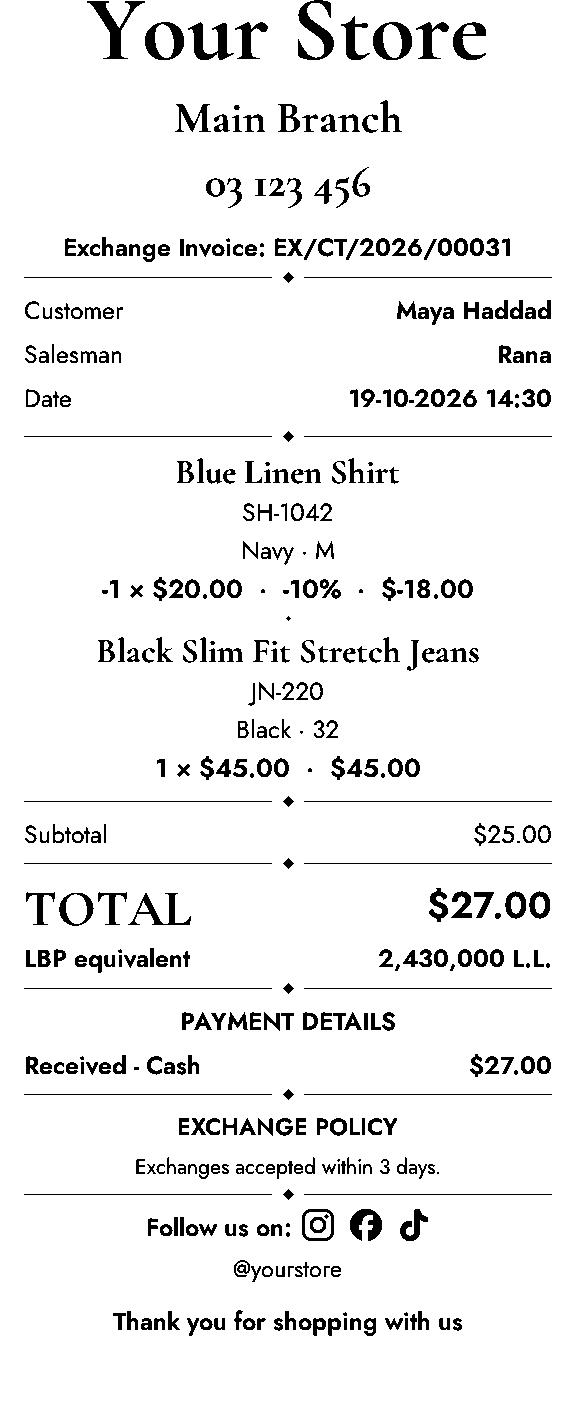 Your Store
Main Branch
03 123 456
Exchange Invoice: EX/CT/2026/00031
Customer Maya Haddad
Salesman Rana
Date 19-10-2026 14:30
Blue Linen Shirt
SH-1042
Navy · M
-1 × $20.00 · -10% · $-18.00
Black Slim Fit Stretch Jeans
JN-220
Black · 32
1 × $45.00 · $45.00
Subtotal $25.00
TOTAL $27.00
LBP equivalent 2,430,000 L.L.
PAYMENT DETAILS
Received - Cash $27.00
EXCHANGE POLICY
Exchanges accepted within 3 days.
Follow us on:
@yourstore
Thank you for shopping with us